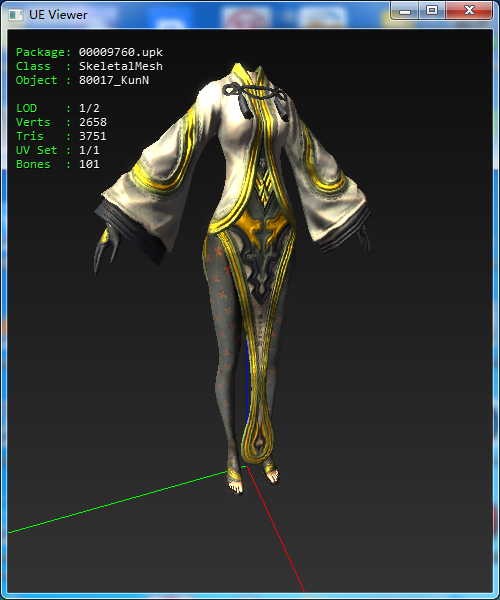 UE Viewer
Package: 00009760.upk
Class : SkeletalMesh
Object : 80017_KunN
LOD : 1/2
Verts : 2658
Tris : 3751
UV Set : 1/1
Bones : 101